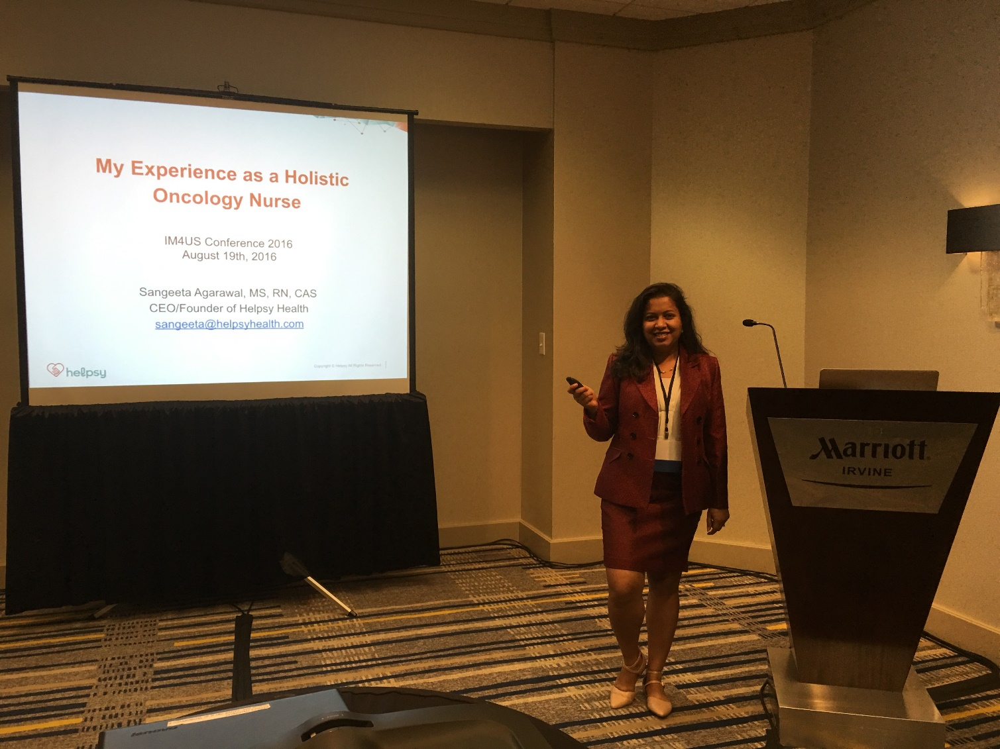 My Experience as a Holistic
Oncology Nurse
IM4US Conference 2016
August 19th, 2016
Sangeeta Agarawal, MS, RN, CAS
CEO/Founder of Helpsy Health
sangeeta@helpsyhealth.com
helpsy
Copyright © Helpsy All Rights Reserved
Marriott
IRVINE
lenovo